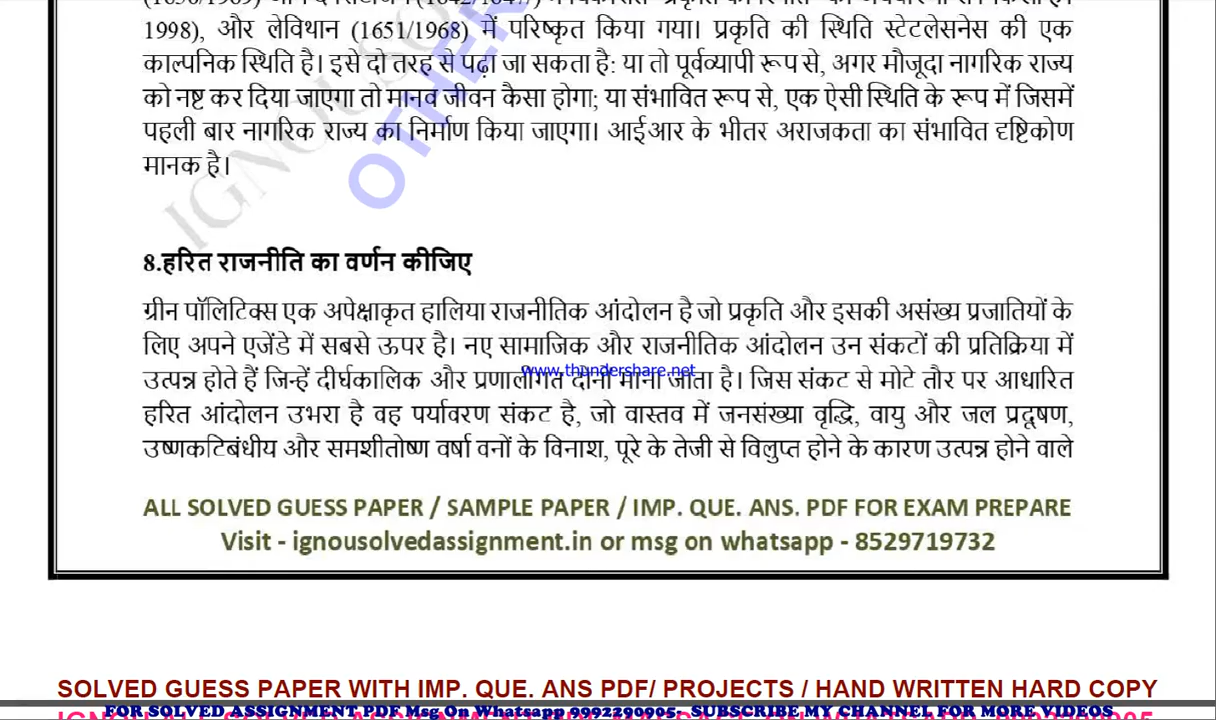 1998), और लेविथान (1651/1968) में परिष्कृत किया गया। प्रकृति की स्थिति स्टेटलेसनेस की एक
काल्पनिक स्थिति है। इसे दो तरह से पढ़ा जा सकता है: या तो पूर्वव्यापी रूप से, अगर मौजूदा नागरिक राज्य
को नष्ट कर दिया जाएगा तो मानव जीवन कैसा होगा; या संभावित रूप से, एक ऐसी स्थिति के रूप में जिसमें
पहली बार नागरिक राज्य का निर्माण किया जाएगा। आईआर के भीतर अराजकता का संभावित दृष्टिकोण
मानक है।
8.हरित राजनीति का वर्णन कीजिए
ग्रीन पॉलिटिक्स एक अपेक्षाकृत हालिया राजनीतिक आंदोलन है जो प्रकृति और इसकी असंख्य प्रजातियों के
लिए अपने एजेंडे में सबसे ऊपर है। नए सामाजिक और राजनीतिक आंदोलन उन संकटों की प्रतिक्रिया में
www.thundershare.net
उत्पन्न होते हैं जिन्हें दीर्घकालिक और प्रणालीगत दोनों माना जाता है। जिस संकट से मोटे तौर पर आधारित
हरित आंदोलन उभरा है वह पर्यावरण संकट है, जो वास्तव में जनसंख्या वृद्धि, वायु और जल प्रदूषण,
उष्णकटिबंधीय और समशीतोष्ण वर्षा वनों के विनाश, पूरे के तेजी से विलुप्त होने के कारण उत्पन्न होने वाले
ALL SOLVED GUESS PAPER / SAMPLE PAPER / IMP. QUE. ANS. PDF FOR EXAM PREPARE
Visit - ignousolvedassignment.in or msg on whatsapp - 8529719732
SOLVED GUESS PAPER WITH IMP. QUE. ANS PDF/ PROJECTS / HAND WRITTEN HARD COPY
FOR SOLVED ASSIGNMENT PDF Msg On Whatsapp 9992290905- SUBSCRIBE MY CHANNEL FOR MORE VIDEOS